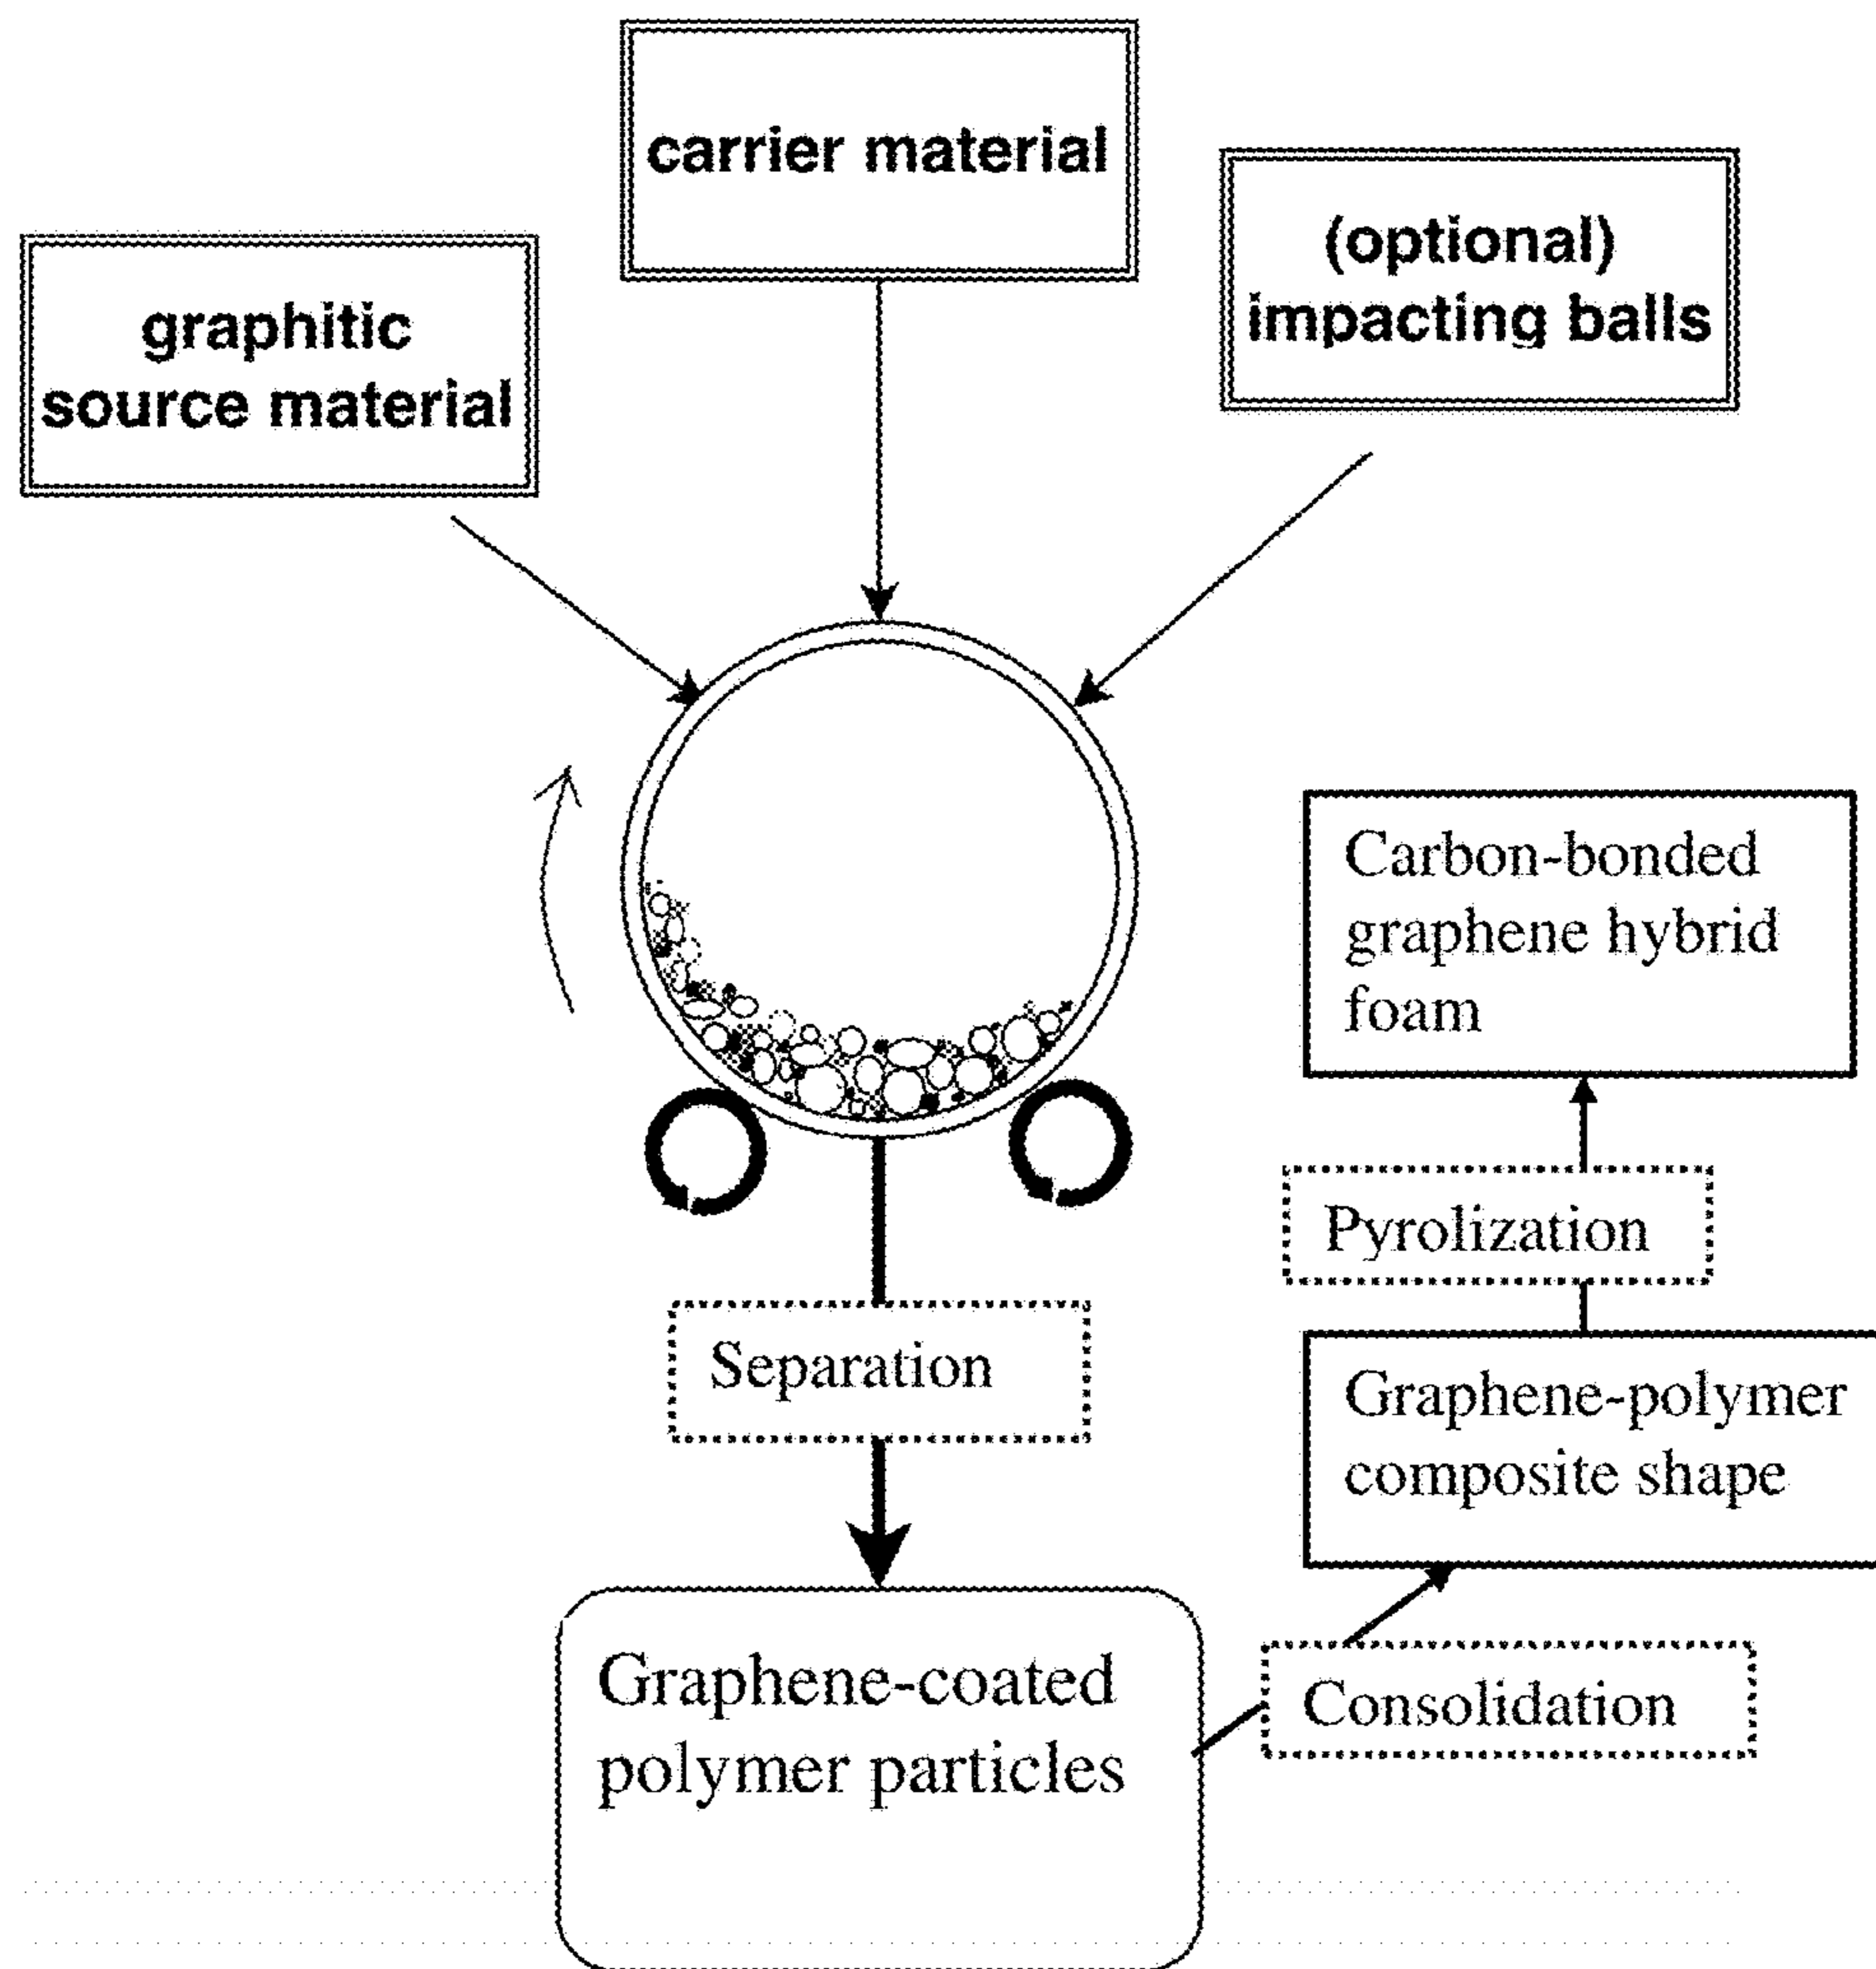 carrier material
(optional)
impacting balls
graphitic
source material
Carbon-bonded
graphene hybrid
foam
Pyrolization
Separation
Graphene-polymer
composite shape
Graphene-coated
polymer particles
Consolidation